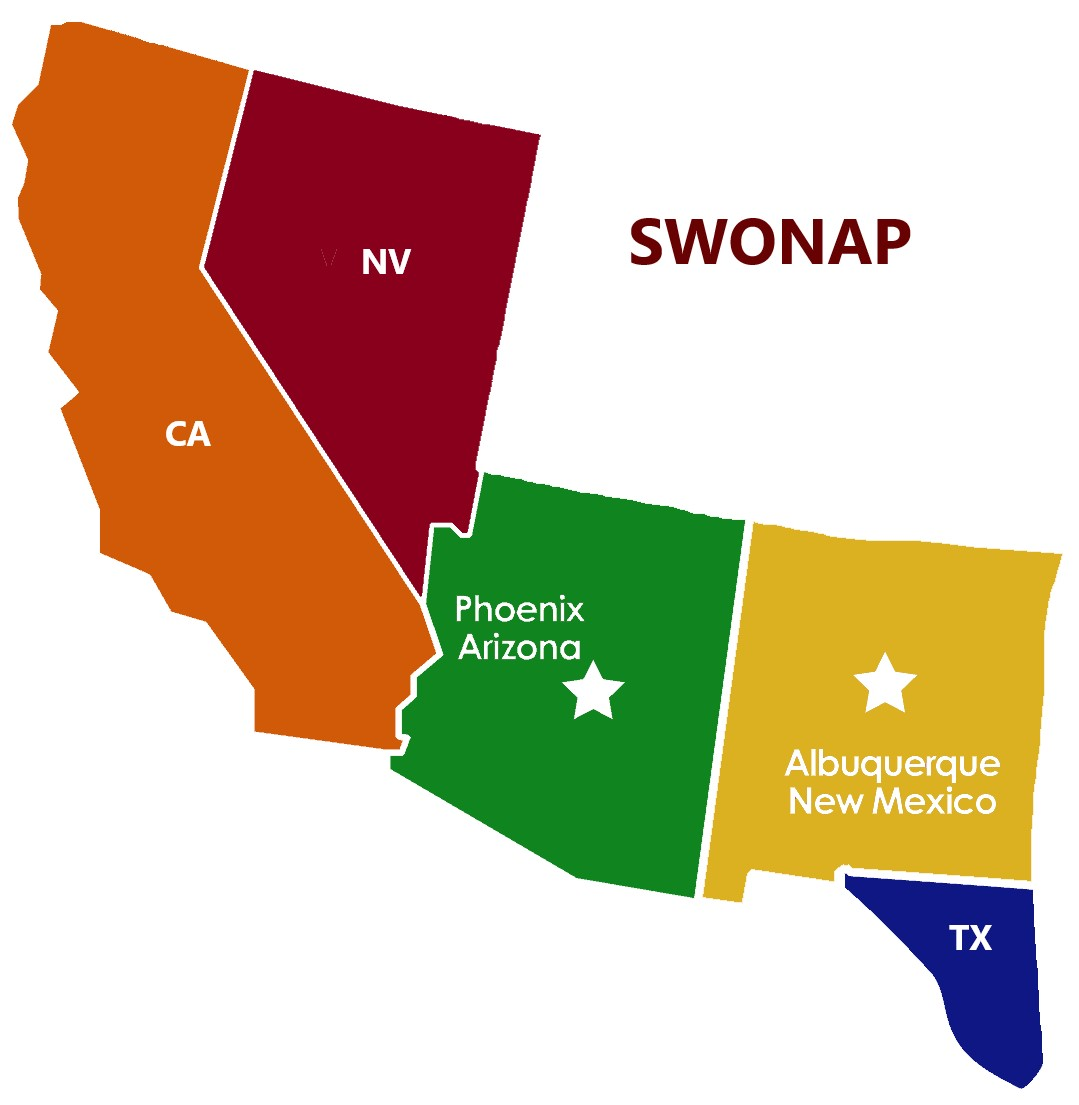 SWONAP
NV
CA
Phoenix
Arizona
Albuquerque
New Mexico
TX